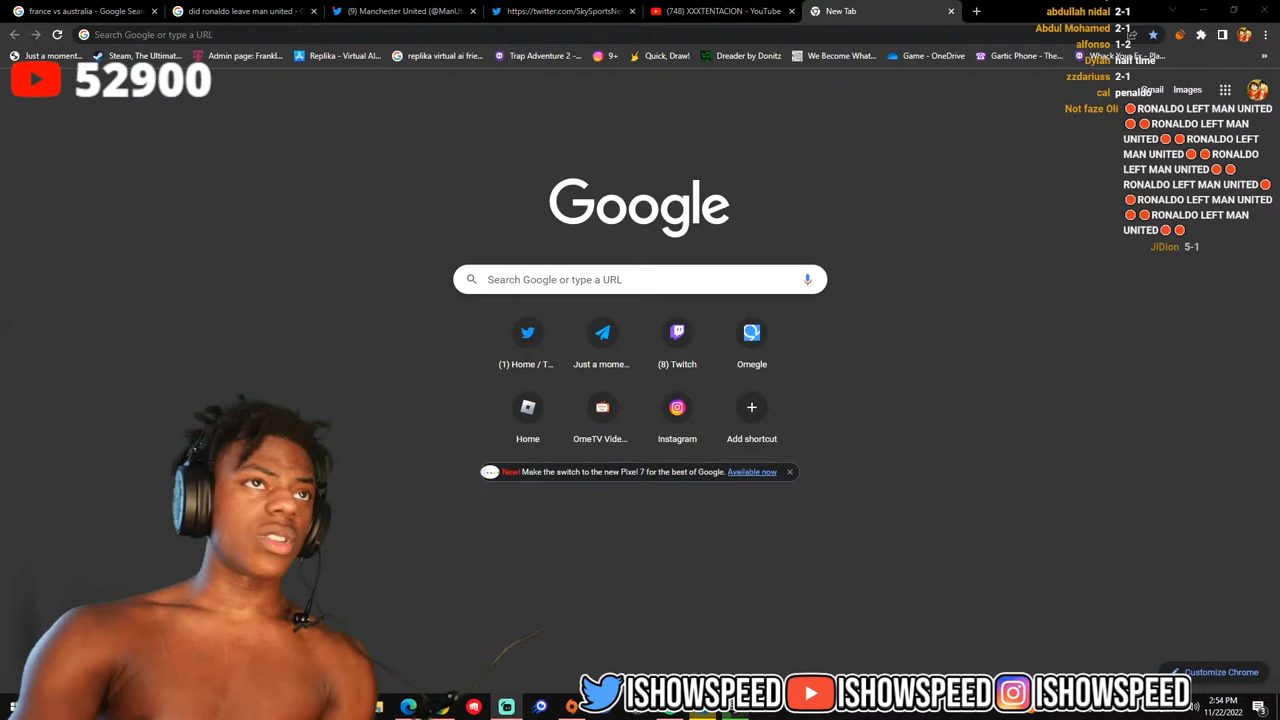 france vs australia - Google Sear
did ronaldo leave man united - G
(9) Manchester United (@ManU
https://twitter.com/SkySportsNe
(748) XXXTENTACION - YouTube
New Tab
Search Google or type a URL
Just a moment...
Steam, The Ultimat...
Admin page: Frankl...
Replika - Virtual AI...
replika virtual ai frie...
Trap Adventure 2 -...
9+
Quick, Draw!
Dreader by Donitz
We Become What...
Game - OneDrive
Gartic Phone - The...
52900
abdullah nidal 2-1
Abdul Mohamed 2-1
alfonso 1-2
Dylan half time
zzdariuss 2-1
cal penaldo
Gmail Images
Not faze Oli 🔴RONALDO LEFT MAN UNITED
🔴🔴RONALDO LEFT MAN
UNITED🔴🔴RONALDO LEFT
MAN UNITED🔴🔴RONALDO
LEFT MAN UNITED🔴🔴
RONALDO LEFT MAN UNITED🔴
🔴RONALDO LEFT MAN UNITED
🔴🔴RONALDO LEFT MAN
UNITED🔴🔴
JiDion 5-1
Google
Search Google or type a URL
(1) Home / T...
Just a mome...
(8) Twitch
Omegle
Home
OmeTV Vide...
Instagram
Add shortcut
New! Make the switch to the new Pixel 7 for the best of Google. Available now
Customize Chrome
ISHOWSPEED ISHOWSPEED ISHOWSPEED
2:54 PM
11/22/2022